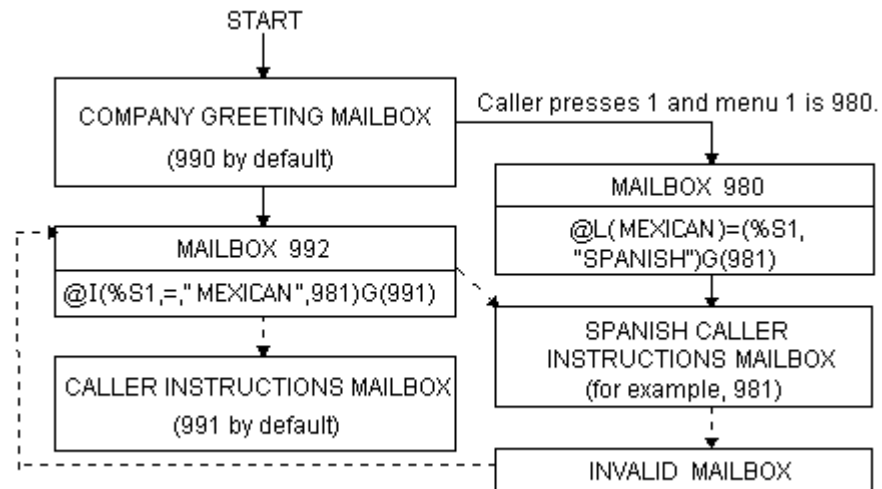 START
COMPANY GREETING MAILBOX
(990 by default)
Caller presses 1 and menu 1 is 980.
MAILBOX 980
@L(MEXICAN)=(%S1,
"SPANISH")G(981)
MAILBOX 992
@I(%S1,=,"MEXICAN",981)G(991)
SPANISH CALLER
INSTRUCTIONS MAILBOX
(for example, 981)
CALLER INSTRUCTIONS MAILBOX
(991 by default)
INVALID MAILBOX